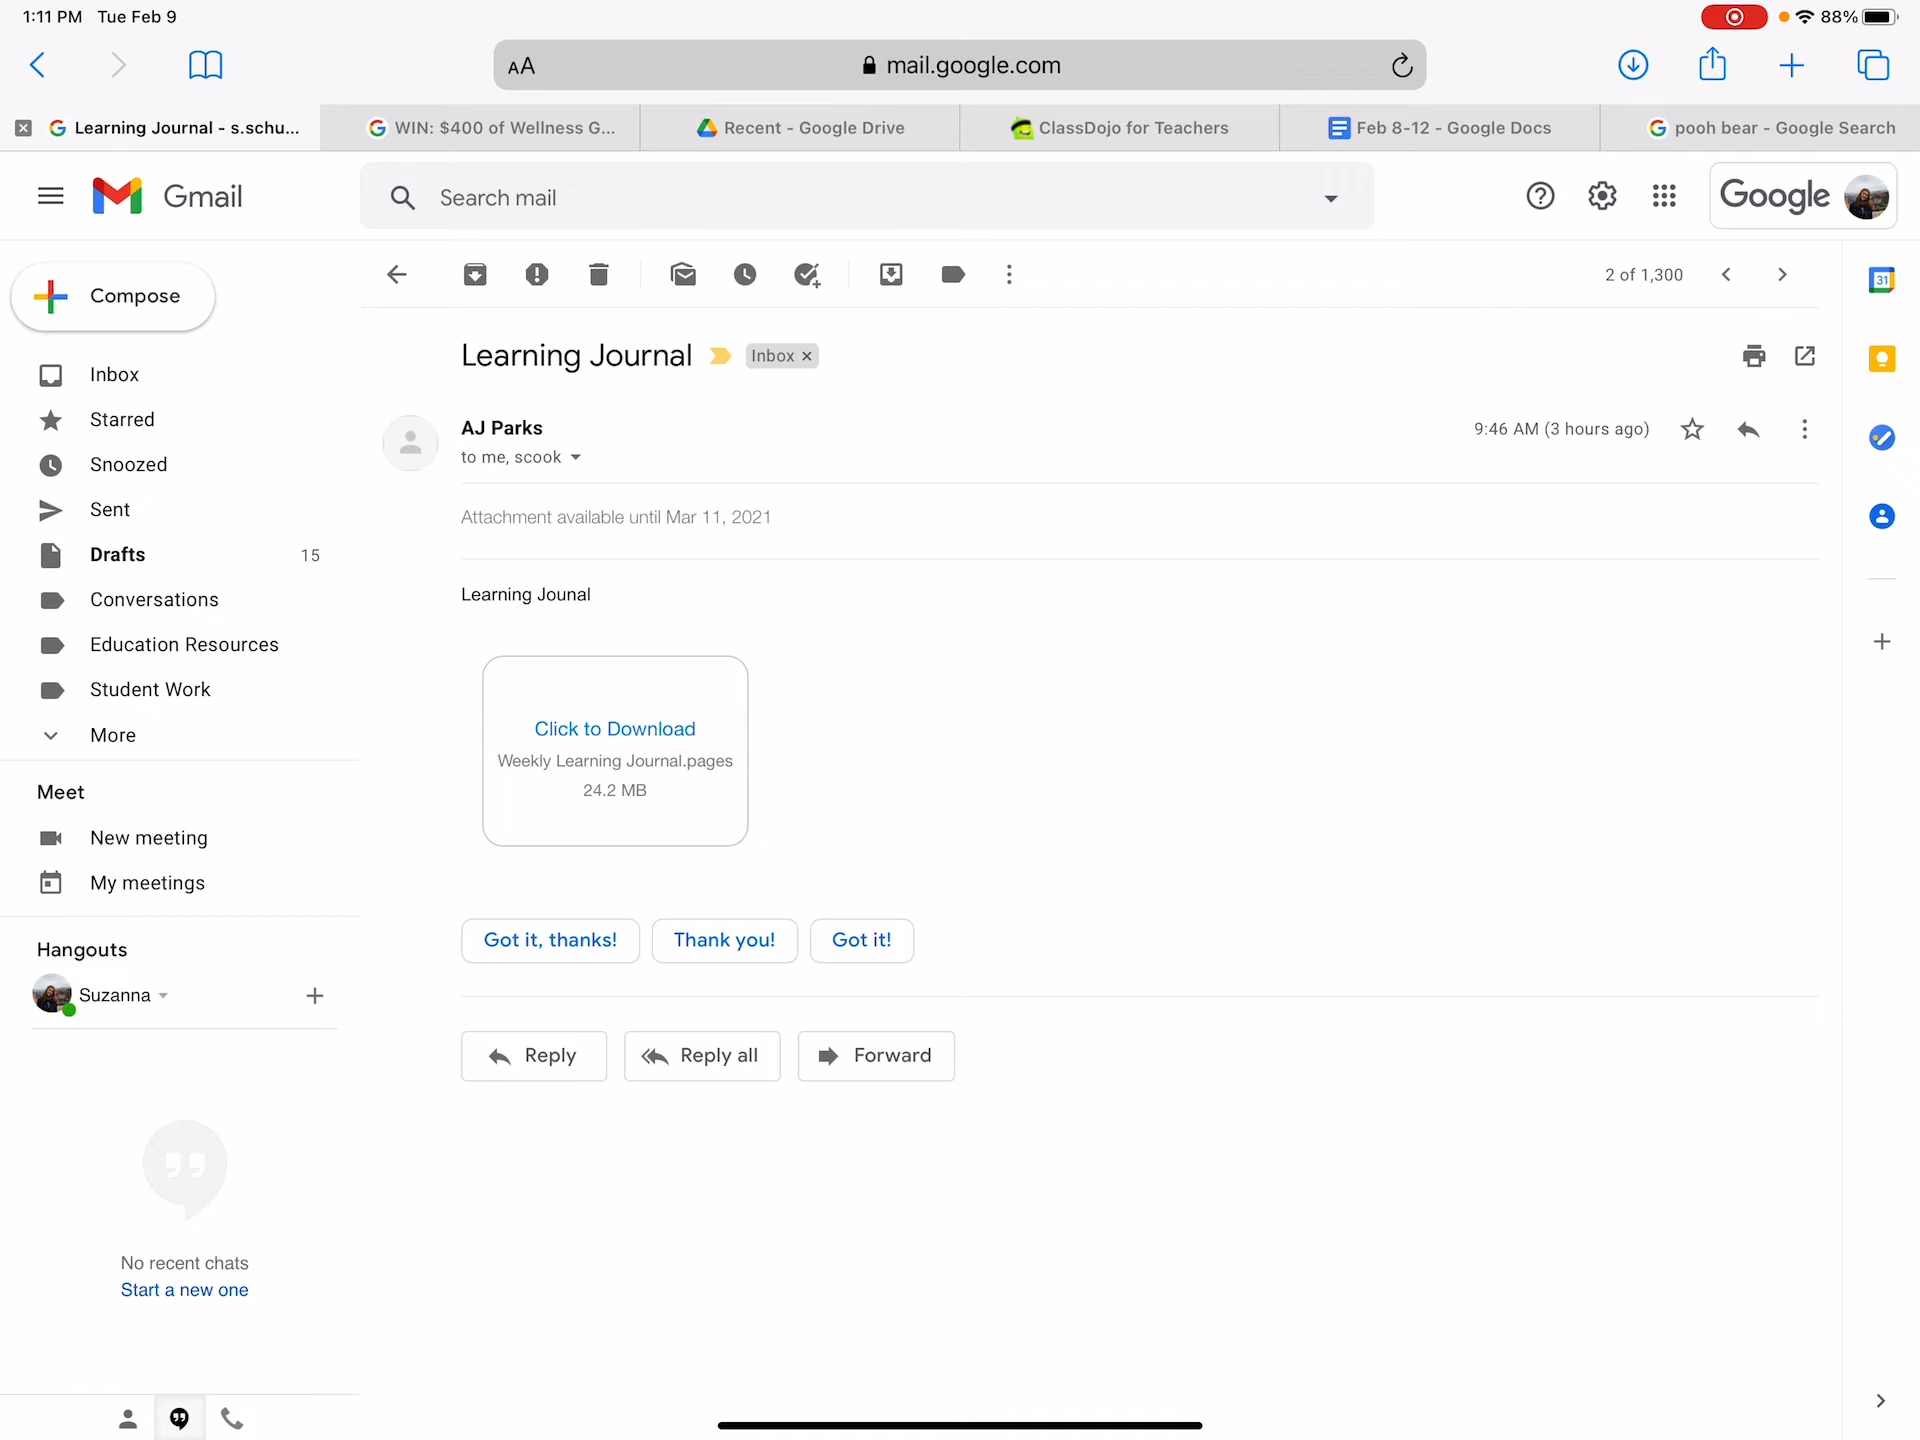 1:11 PM Tue Feb 9
88%
AA mail.google.com
Learning Journal - s.schu...
WIN: $400 of Wellness G...
Recent - Google Drive
ClassDojo for Teachers
Feb 8-12 - Google Docs
pooh bear - Google Search
Gmail
Search mail
Google
Compose
2 of 1,300
31
Learning Journal
Inbox
Inbox
Starred
Snoozed
Sent
Drafts 15
Conversations
Education Resources
Student Work
More
AJ Parks
9:46 AM (3 hours ago)
to me, scook
Attachment available until Mar 11, 2021
Learning Jounal
Click to Download
Weekly Learning Journal.pages
24.2 MB
Got it, thanks!
Thank you!
Got it!
Reply
Reply all
Forward
Meet
New meeting
My meetings
Hangouts
Suzanna
No recent chats
Start a new one